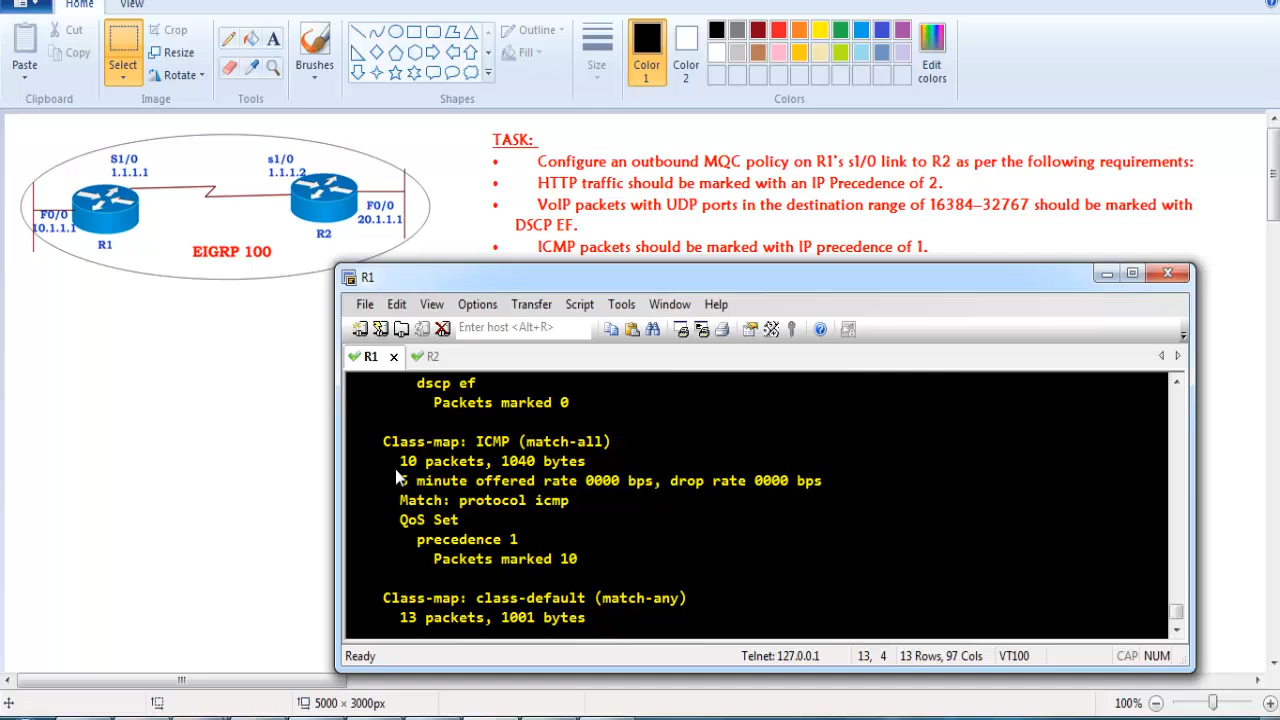 Home View
Paste
Cut
Copy
Clipboard
Select
Crop
Resize
Rotate
Image
Tools
Brushes
Shapes
Outline
Fill
Size
Color
1
Color
2
Edit
colors
Colors
S1/0
1.1.1.1
s1/0
1.1.1.2
F0/0
10.1.1.1
R1
R2
F0/0
20.1.1.1
EIGRP 100
TASK:
• Configure an outbound MQC policy on R1's s1/0 link to R2 as per the following requirements:
• HTTP traffic should be marked with an IP Precedence of 2.
• VoIP packets with UDP ports in the destination range of 16384–32767 should be marked with
DSCP EF.
• ICMP packets should be marked with IP precedence of 1.
R1
File Edit View Options Transfer Script Tools Window Help
Enter host <Alt+R>
R1 R2
dscp ef
Packets marked 0
Class-map: ICMP (match-all)
10 packets, 1040 bytes
5 minute offered rate 0000 bps, drop rate 0000 bps
Match: protocol icmp
QoS Set
precedence 1
Packets marked 10
Class-map: class-default (match-any)
13 packets, 1001 bytes
Ready Telnet: 127.0.0.1 13, 4 13 Rows, 97 Cols VT100 CAP NUM
5000 × 3000px 100%